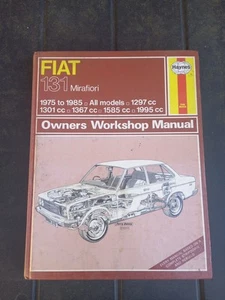 FIAT
131 Mirafiori
Haynes
1975 to 1985 □ All models □ 1297 cc
1301 cc □ 1367 cc □ 1585 cc □ 1995 cc
Owners Workshop Manual